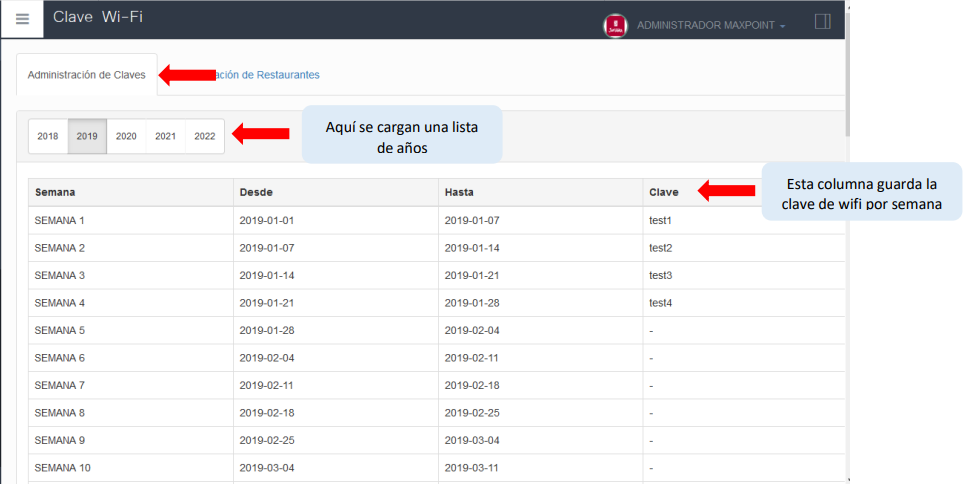 Clave Wi-Fi
ADMINISTRADOR MAXPOINT
Administración de Claves
ación de Restaurantes
2018 2019 2020 2021 2022
Aquí se cargan una lista
de años
Semana Desde Hasta Clave
Esta columna guarda la
clave de wifi por semana
SEMANA 1 2019-01-01 2019-01-07 test1
SEMANA 2 2019-01-07 2019-01-14 test2
SEMANA 3 2019-01-14 2019-01-21 test3
SEMANA 4 2019-01-21 2019-01-28 test4
SEMANA 5 2019-01-28 2019-02-04 -
SEMANA 6 2019-02-04 2019-02-11 -
SEMANA 7 2019-02-11 2019-02-18 -
SEMANA 8 2019-02-18 2019-02-25 -
SEMANA 9 2019-02-25 2019-03-04 -
SEMANA 10 2019-03-04 2019-03-11 -